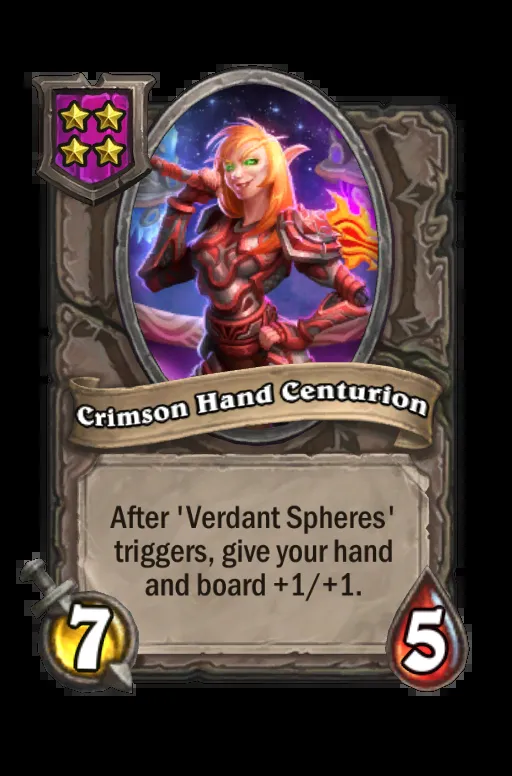 Crimson Hand Centurion
After 'Verdant Spheres'
triggers, give your hand
and board +1/+1.
7
5